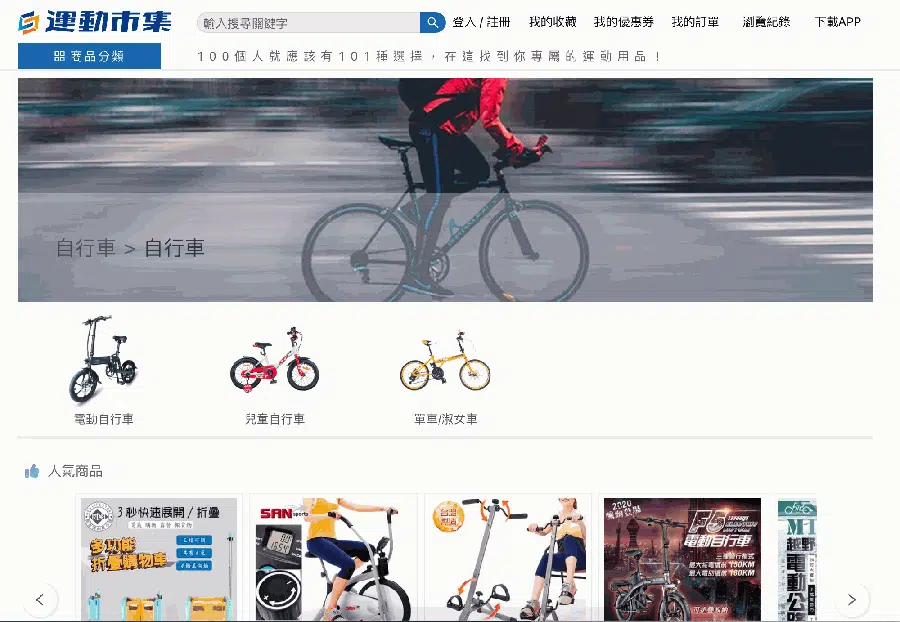 運動市集
輸入搜尋關鍵字
登入 / 註冊
我的收藏
我的優惠券
我的訂單
瀏覽紀錄
下載APP
商品分類
100個人就應該有101種選擇，在這找到你專屬的運動用品！
自行車 > 自行車
電動自行車
兒童自行車
單車/淑女車
人氣商品
3秒快速展開/折疊
多功能
折疊購物車
SAN sports
台灣製造
2020
電動自行車
越野
電動公路